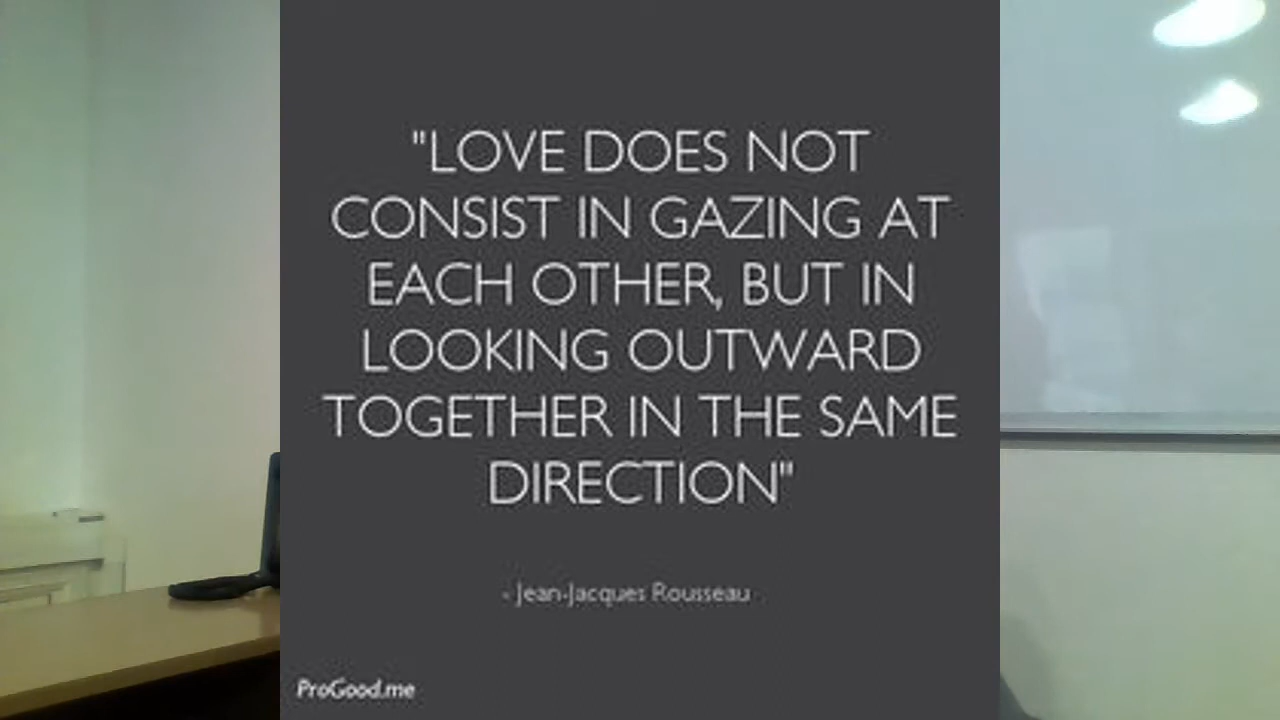 "LOVE DOES NOT
CONSIST IN GAZING AT
EACH OTHER, BUT IN
LOOKING OUTWARD
TOGETHER IN THE SAME
DIRECTION"
- Jean-Jacques Rousseau
ProGood.me